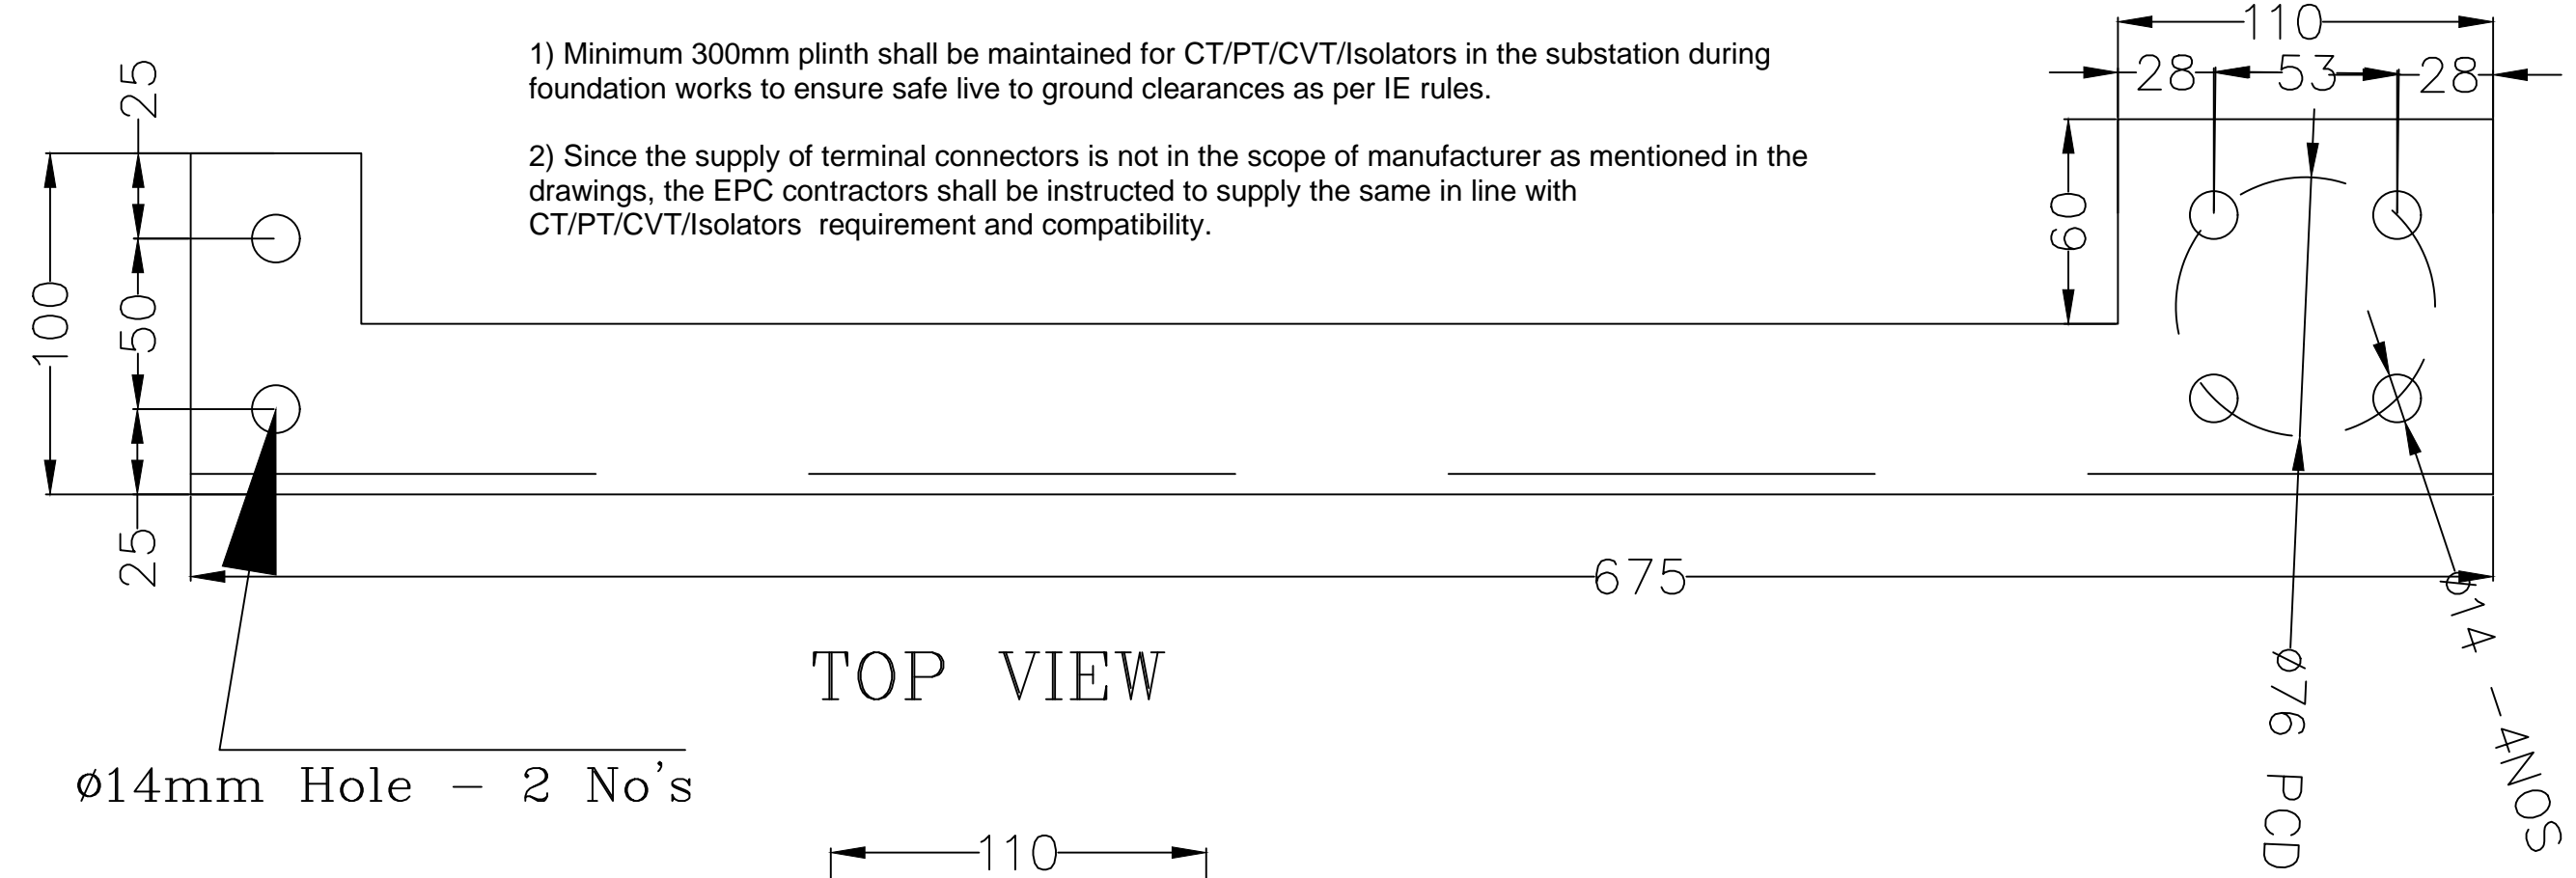 1) Minimum 300mm plinth shall be maintained for CT/PT/CVT/Isolators in the substation during
foundation works to ensure safe live to ground clearances as per IE rules.
2) Since the supply of terminal connectors is not in the scope of manufacturer as mentioned in the
drawings, the EPC contractors shall be instructed to supply the same in line with
CT/PT/CVT/Isolators  requirement and compatibility.
110
28 53 28
25
100
50
25
60
675
TOP VIEW
ø14mm Hole - 2 No's
ø76 PCD
ø14 -4NOS
110